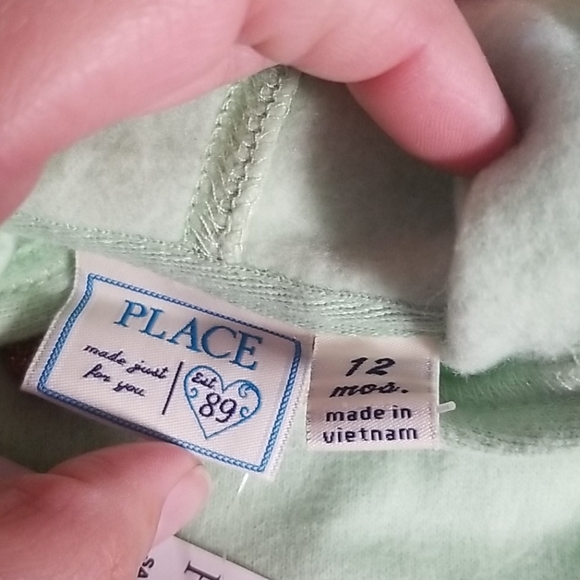 PLACE
made just
for you
Est.
89
12
mos.
made in
vietnam